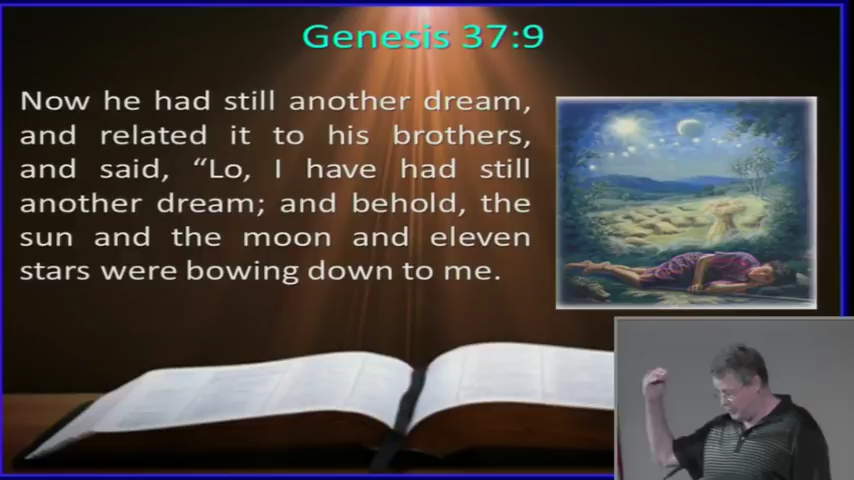 Genesis 37:9
Now he had still another dream,
and related it to his brothers,
and said, “Lo, I have had still
another dream; and behold, the
sun and the moon and eleven
stars were bowing down to me.